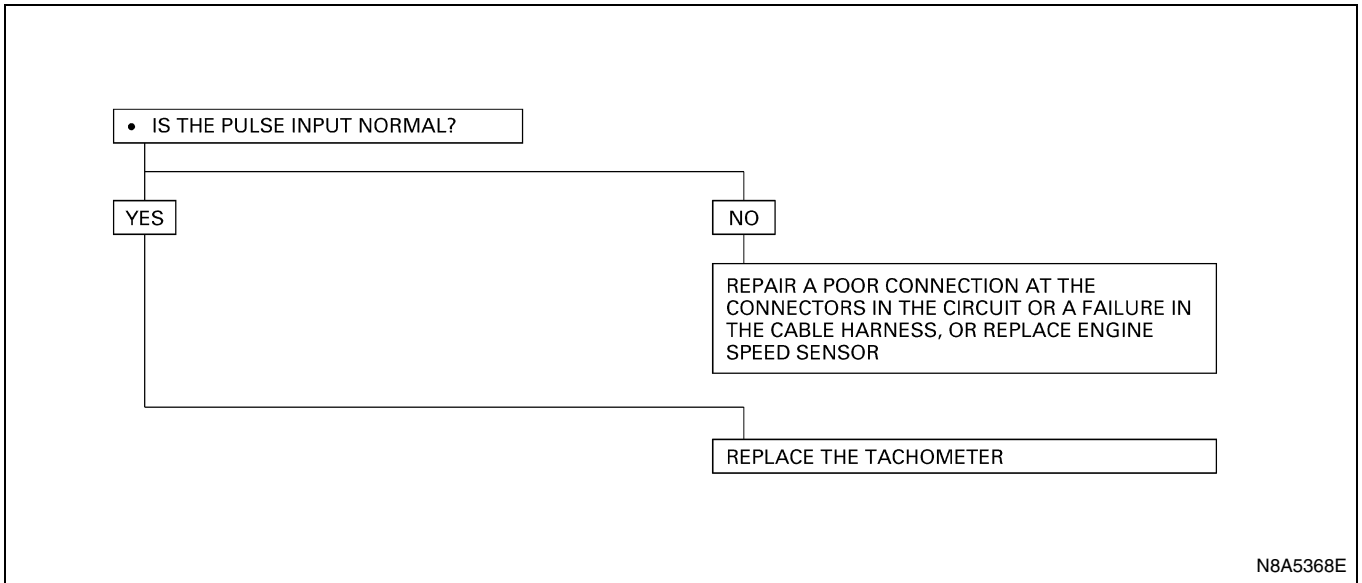 • IS THE PULSE INPUT NORMAL?
YES
NO
REPAIR A POOR CONNECTION AT THE
CONNECTORS IN THE CIRCUIT OR A FAILURE IN
THE CABLE HARNESS, OR REPLACE ENGINE
SPEED SENSOR
REPLACE THE TACHOMETER
N8A5368E